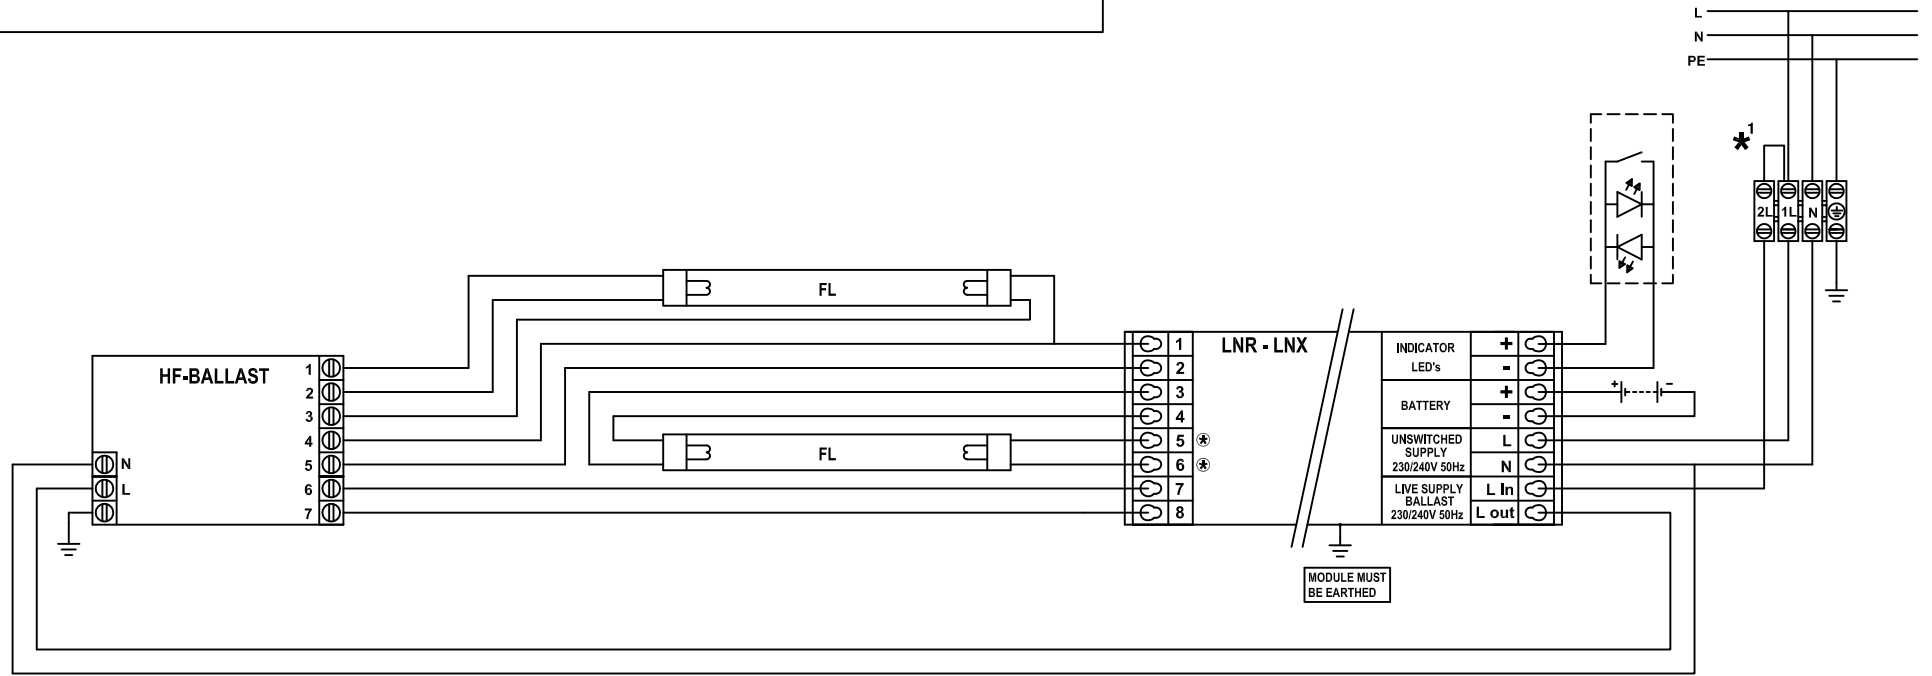 L
N
PE
*1
2L 1L N
FL
HF-BALLAST
1
2
3
4
5
6
7
N
L
FL
LNR - LNX
1
2
3
4
5 *
6 *
7
8
INDICATOR
LED's
+
-
BATTERY
+
-
+ -
UNSWITCHED
SUPPLY
230/240V 50Hz
L
N
LIVE SUPPLY
BALLAST
230/240V 50Hz
L In
L out
MODULE MUST
BE EARTHED